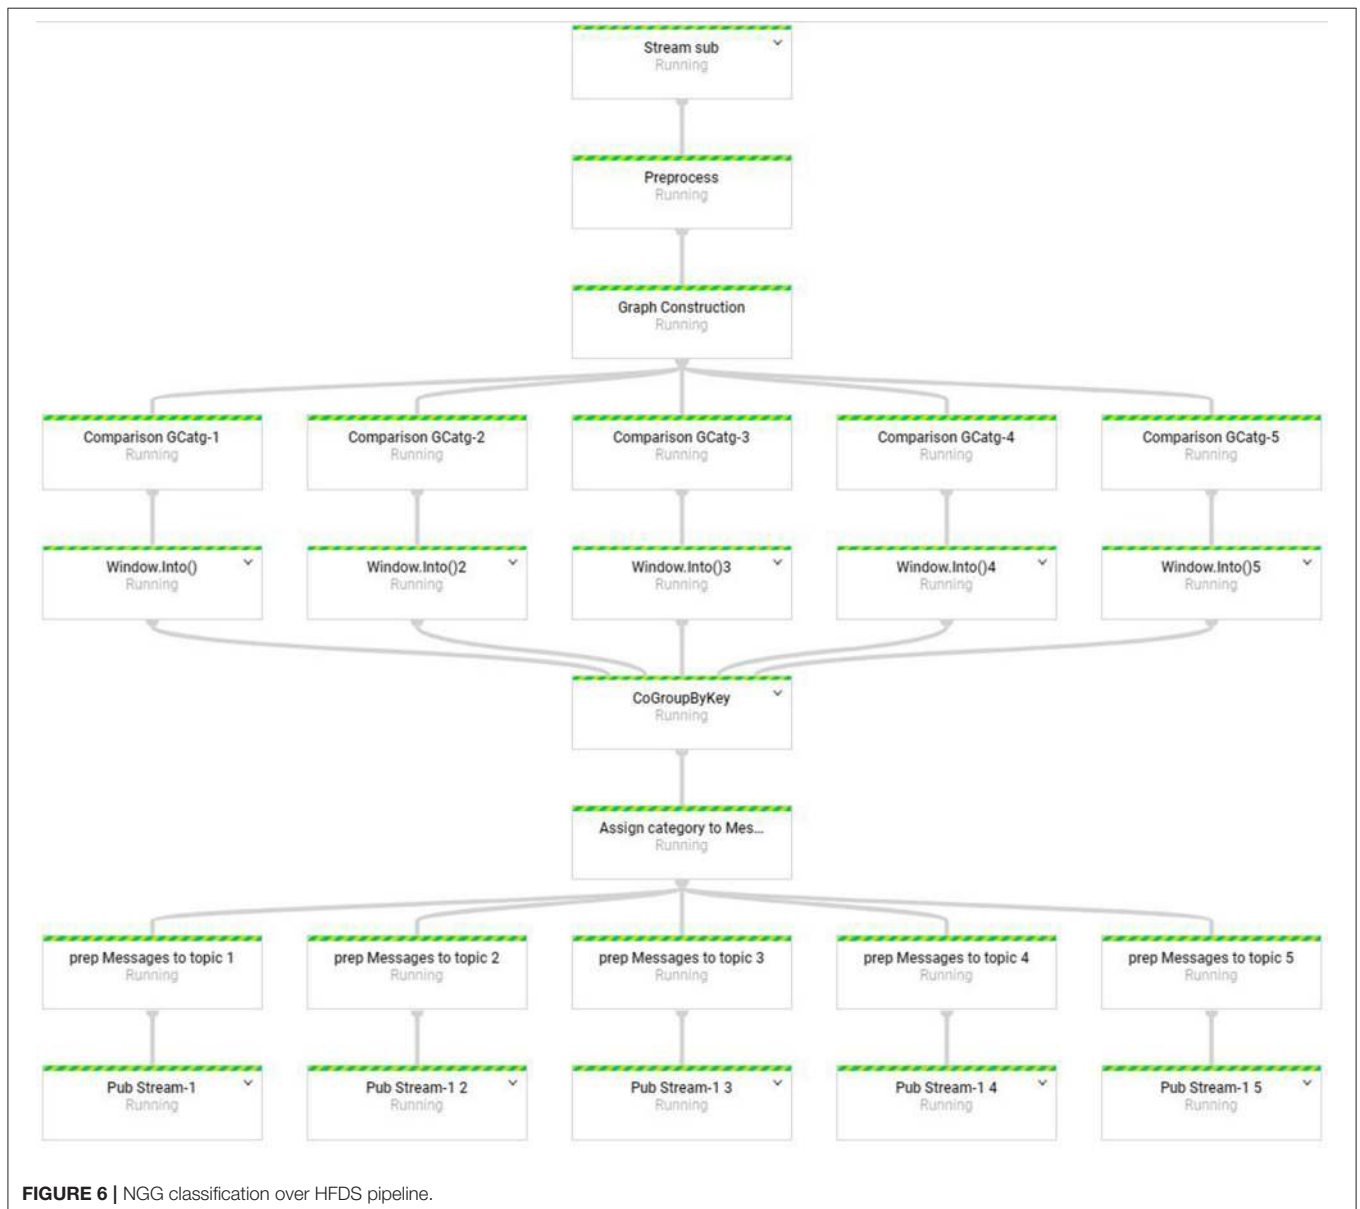 Stream sub
Running
Preprocess
Running
Graph Construction
Running
Comparison GCatg-1
Running
Comparison GCatg-2
Running
Comparison GCatg-3
Running
Comparison GCatg-4
Running
Comparison GCatg-5
Running
Window.Into()
Running
Window.Into()2
Running
Window.Into()3
Running
Window.Into()4
Running
Window.Into()5
Running
CoGroupByKey
Running
Assign category to Mes...
Running
prep Messages to topic 1
Running
prep Messages to topic 2
Running
prep Messages to topic 3
Running
prep Messages to topic 4
Running
prep Messages to topic 5
Running
Pub Stream-1
Running
Pub Stream-1 2
Running
Pub Stream-1 3
Running
Pub Stream-1 4
Running
Pub Stream-1 5
Running
FIGURE 6 | NGG classification over HFDS pipeline.